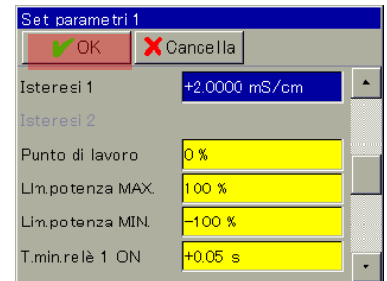 Set parametri 1
OK Cancella
Isteresi 1 +2.0000 mS/cm
Isteresi 2
Punto di lavoro 0 %
LIm.potenza MAX. 100 %
Lim.potenza MIN. -100 %
T.min.relè 1 ON +0.05 s